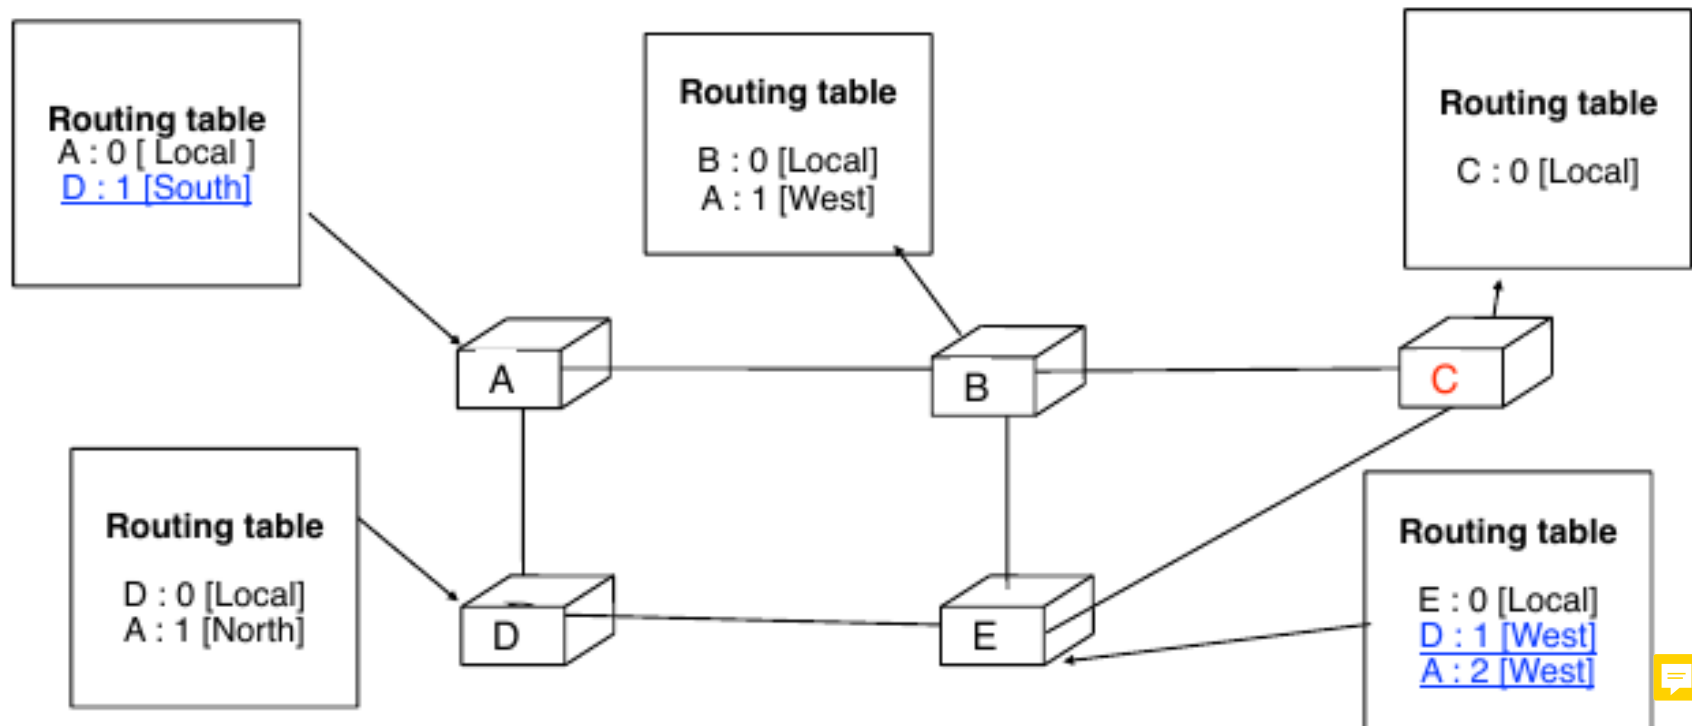 Routing table
A : 0 [ Local ]
D : 1 [South]
Routing table
B : 0 [Local]
A : 1 [West]
Routing table
C : 0 [Local]
A
B
C
Routing table
D : 0 [Local]
A : 1 [North]
D
E
Routing table
E : 0 [Local]
D : 1 [West]
A : 2 [West]